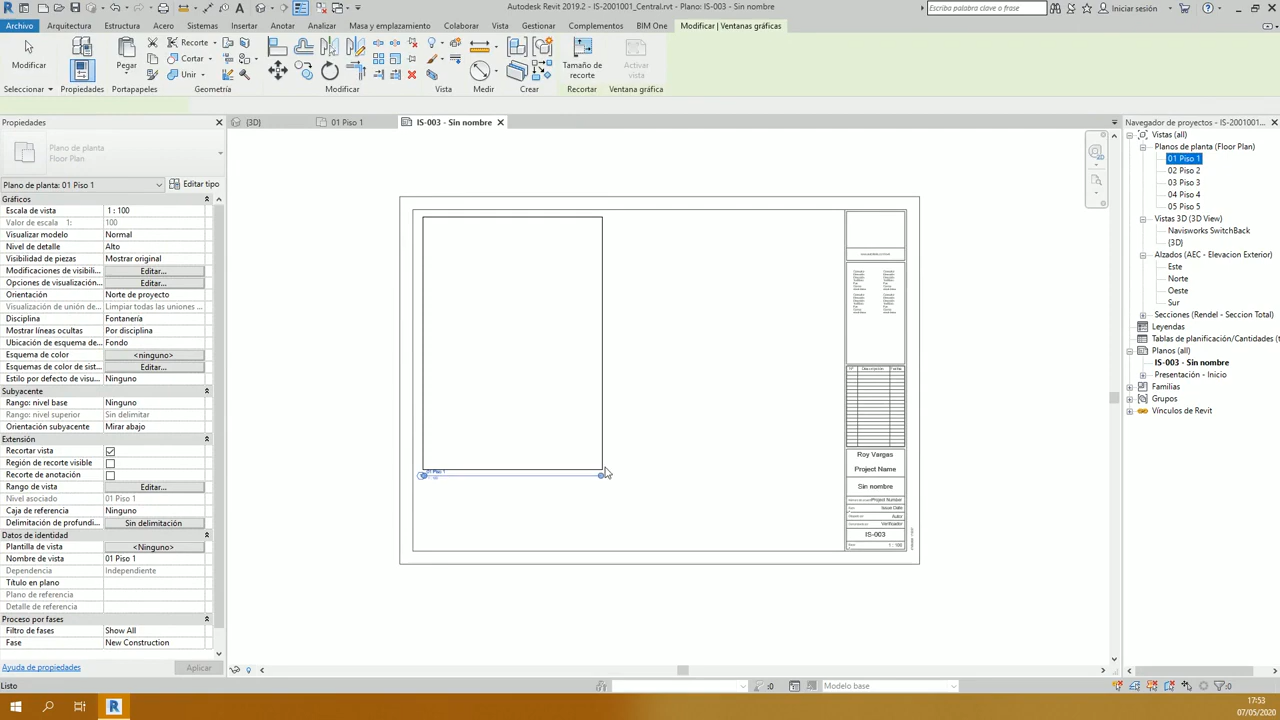 Autodesk Revit 2019.2 - IS-2001001_Central.rvt - Plano: IS-003 - Sin nombre
Escriba palabra clave o frase
Iniciar sesión
Archivo Arquitectura Estructura Acero Sistemas Insertar Anotar Analizar Masa y emplazamiento Colaborar Vista Gestionar Complementos BIM One Modificar | Ventanas gráficas
Modificar Propiedades Pegar Recorte Cortar Unir Tamaño de recorte Activar vista
Seleccionar Propiedades Portapapeles Geometría Modificar Vista Medir Crear Recortar Ventana gráfica
Propiedades
{3D} 01 Piso 1 IS-003 - Sin nombre
Navegador de proyectos - IS-2001001...
Plano de planta
Floor Plan
Plano de planta: 01 Piso 1 Editar tipo
Gráficos
Escala de vista 1 : 100
Valor de escala 1: 100
Visualizar modelo Normal
Nivel de detalle Alto
Visibilidad de piezas Mostrar original
Modificaciones de visibili... Editar...
Opciones de visualización... Editar...
Orientación Norte de proyecto
Visualización de unión de... Limpiar todas las uniones ...
Disciplina Fontanería
Mostrar líneas ocultas Por disciplina
Ubicación de esquema de... Fondo
Esquema de color <ninguno>
Esquemas de color de sist... Editar...
Estilo por defecto de visu... Ninguno
Subyacente
Rango: nivel base Ninguno
Rango: nivel superior Sin delimitar
Orientación subyacente Mirar abajo
Extensión
Recortar vista
Región de recorte visible
Recorte de anotación
Rango de vista Editar...
Nivel asociado 01 Piso 1
Caja de referencia Ninguno
Delimitación de profundi... Sin delimitación
Datos de identidad
Plantilla de vista <Ninguno>
Nombre de vista 01 Piso 1
Dependencia Independiente
Título en plano
Plano de referencia
Detalle de referencia
Proceso por fases
Filtro de fases Show All
Fase New Construction
Ayuda de propiedades Aplicar
01 Piso 1
Nº Descripción Fecha
Roy Vargas
Project Name
Sin nombre
Project Number
Issue Date
Autor
Verificador
IS-003
1 : 100
Vistas (all)
Planos de planta (Floor Plan)
01 Piso 1
02 Piso 2
03 Piso 3
04 Piso 4
05 Piso 5
Vistas 3D (3D View)
Navisworks SwitchBack
{3D}
Alzados (AEC - Elevacion Exterior)
Este
Norte
Oeste
Sur
Secciones (Rendel - Seccion Total)
Leyendas
Tablas de planificación/Cantidades (t
Planos (all)
IS-003 - Sin nombre
Presentación - Inicio
Familias
Grupos
Vínculos de Revit
Listo
:0
Modelo base
:0
17:53
07/05/2020